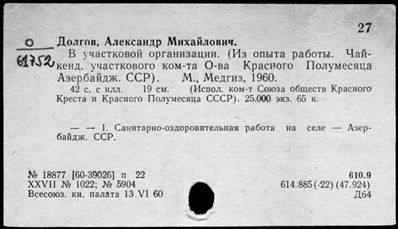 27
О
61752
Долгов, Александр Михайлович.
В участковой организации. (Из опыта работы. Чай-
кенд. участкового ком-та О-ва Красного Полумесяца
Азербайдж. ССР). М., Медгиз, 1960.
42 с. с илл. 19 см. (Испол. ком-т Союза обществ Красного
Креста и Красного Полумесяца СССР). 25.000 экз. 65 к.
— — 1. Санитарно-оздоровительная работа на селе — Азер-
байдж. ССР.
№ 18877 [60-39026] п 22 610.9
XXVII № 1022; № 5904 614.885(-22) (47.924)
Всесоюз. кн. палата 13 VI 60 Д64